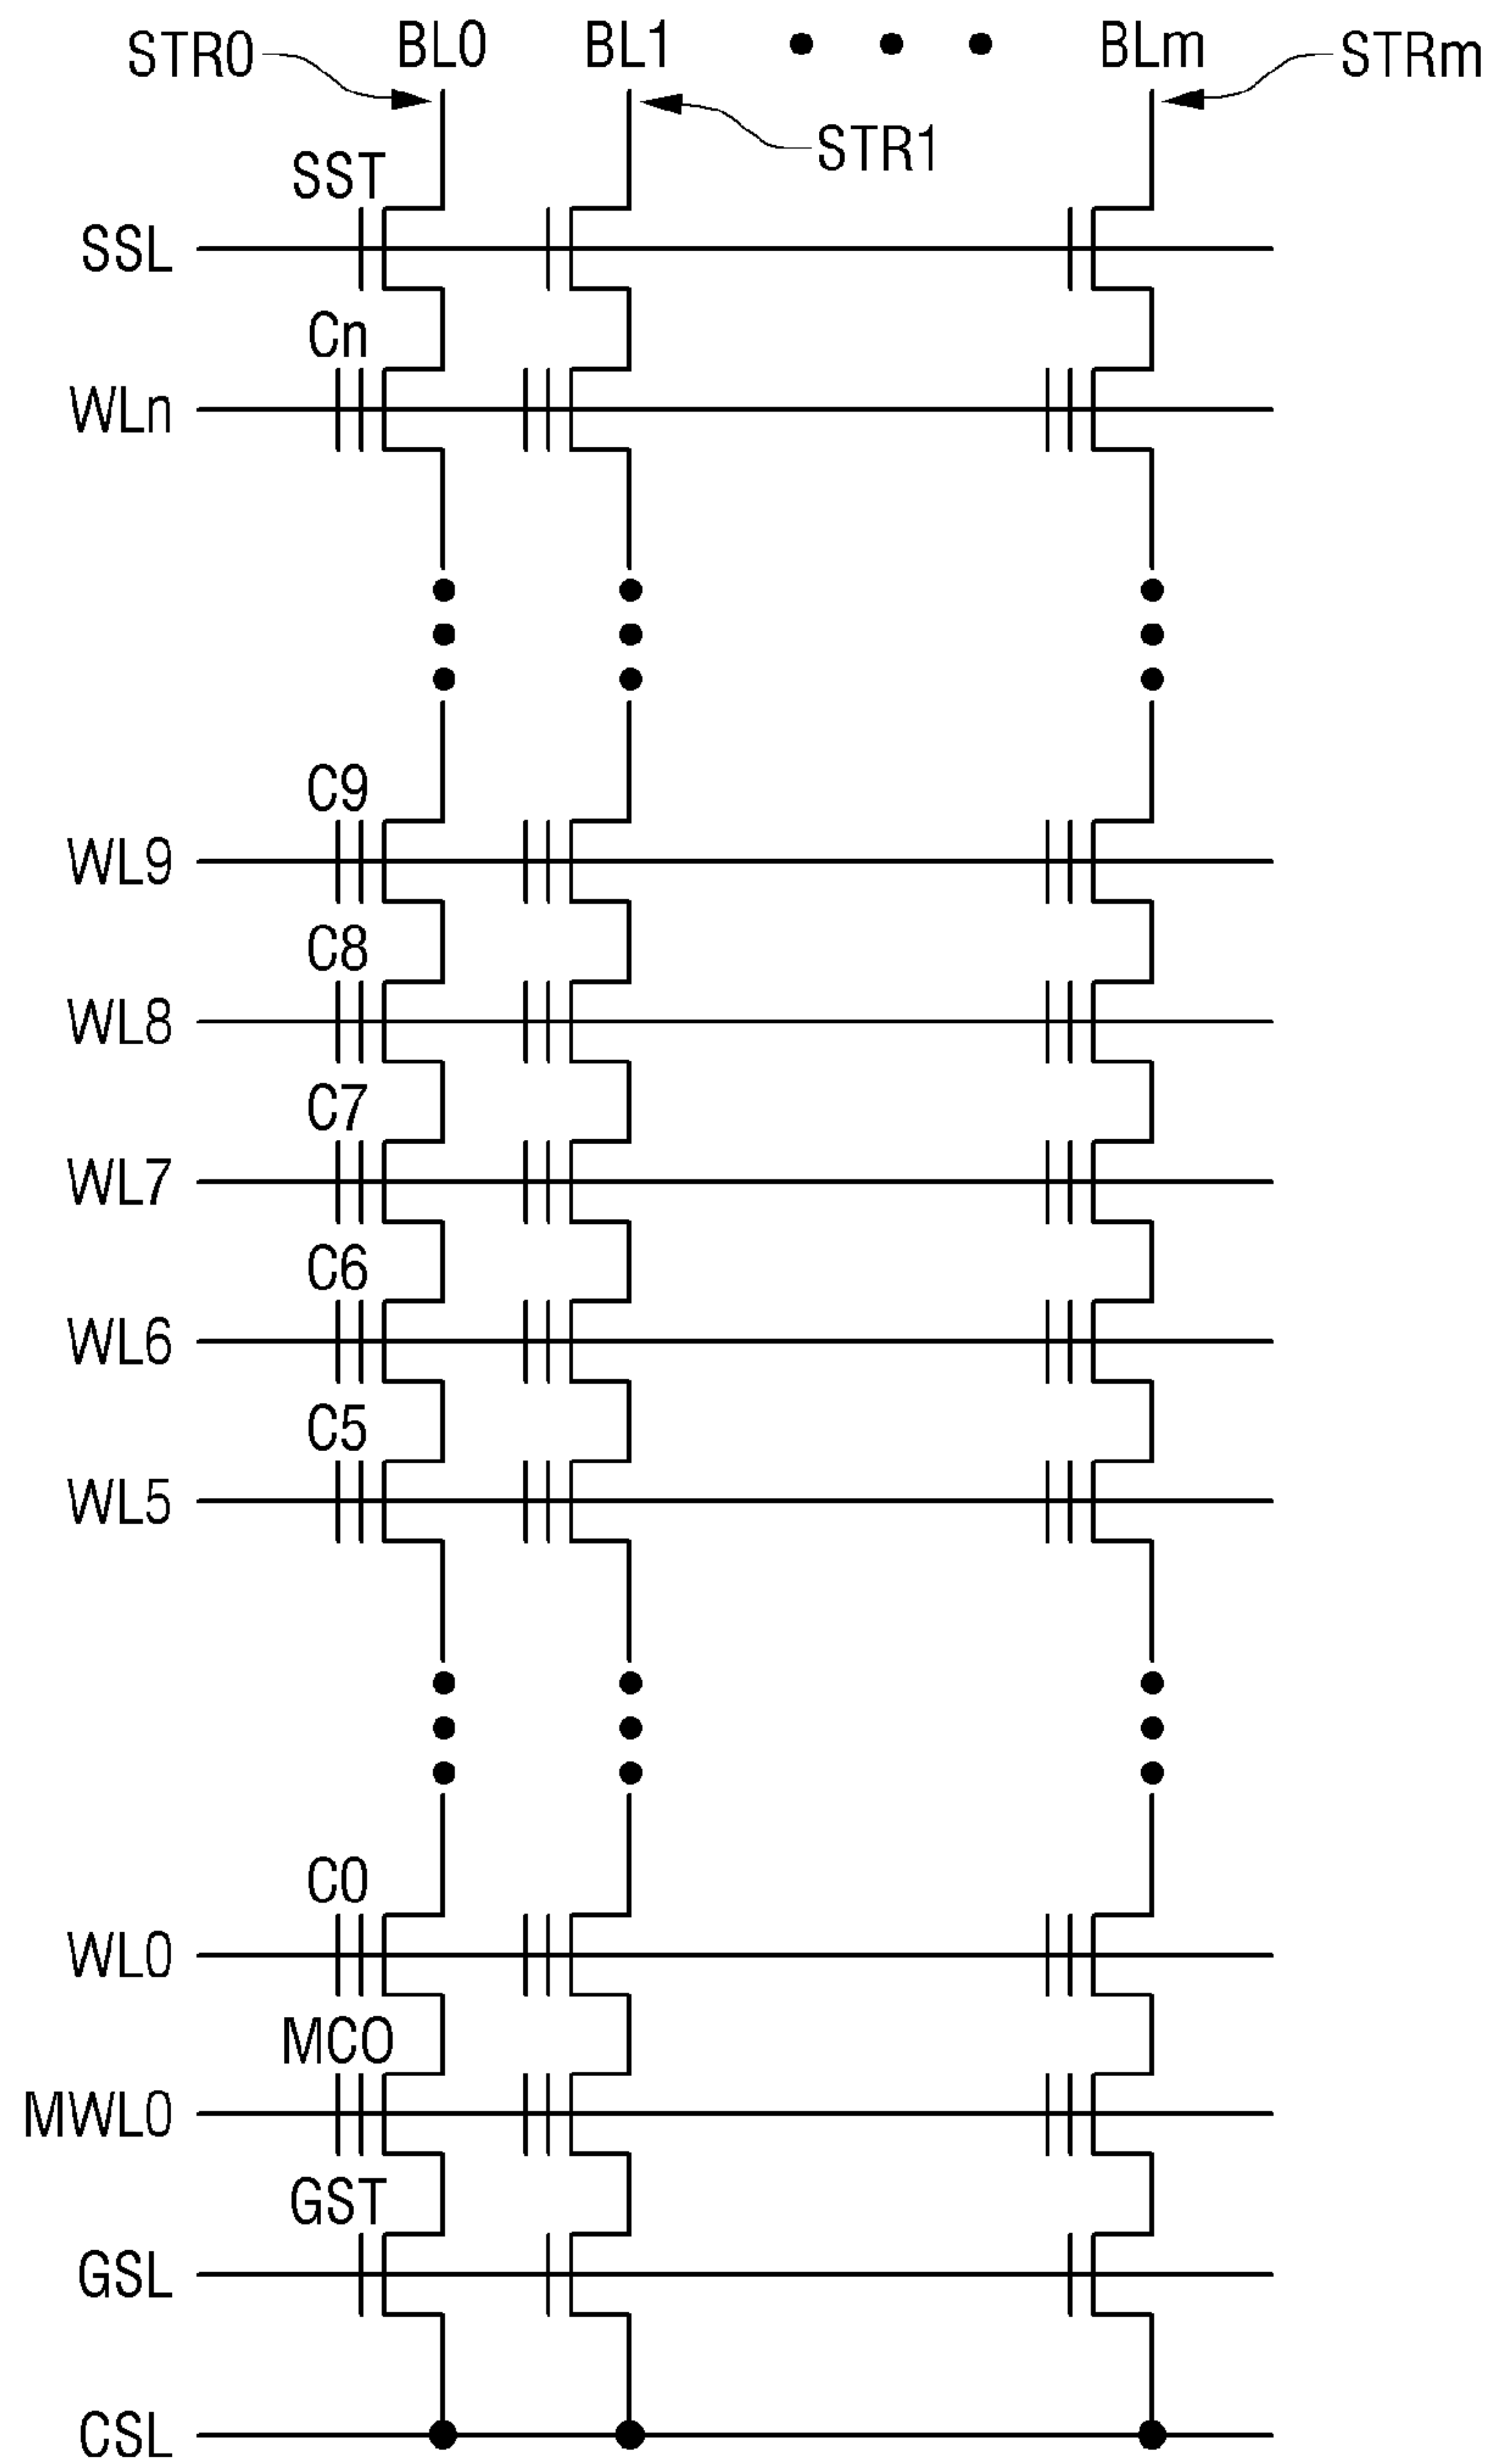 STR0 BL0 BL1 BLm STRm
STR1
SST
SSL
Cn
WLn
C9
WL9
C8
WL8
C7
WL7
C6
WL6
C5
WL5
C0
WL0
MCO
MWL0
GST
GSL
CSL